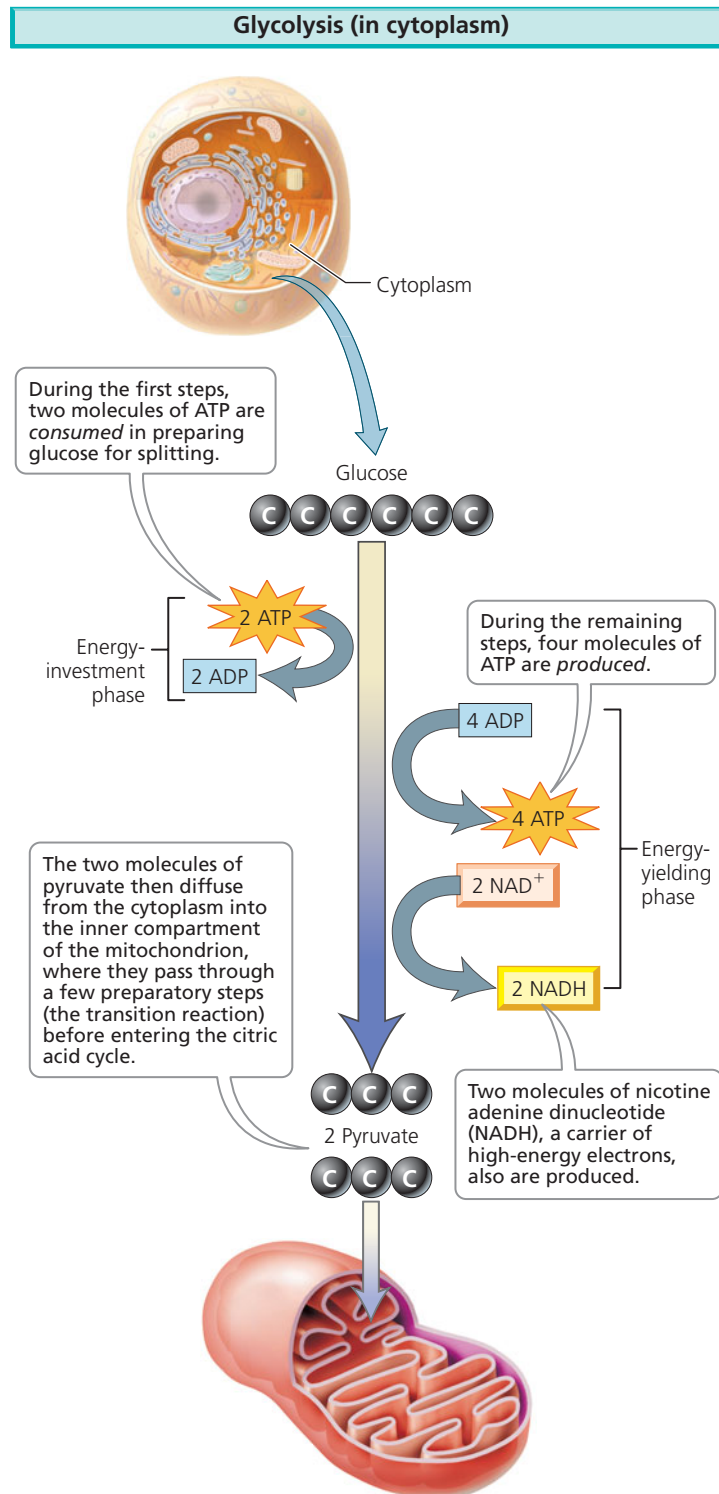 Glycolysis (in cytoplasm)
Cytoplasm
During the first steps,
two molecules of ATP are
consumed in preparing
glucose for splitting.
Glucose
C C C C C C
2 ATP
Energy-
investment
phase
2 ADP
During the remaining
steps, four molecules of
ATP are produced.
4 ADP
4 ATP
Energy-
yielding
phase
2 NAD+
2 NADH
The two molecules of
pyruvate then diffuse
from the cytoplasm into
the inner compartment
of the mitochondrion,
where they pass through
a few preparatory steps
(the transition reaction)
before entering the citric
acid cycle.
C C C
2 Pyruvate
C C C
Two molecules of nicotine
adenine dinucleotide
(NADH), a carrier of
high-energy electrons,
also are produced.